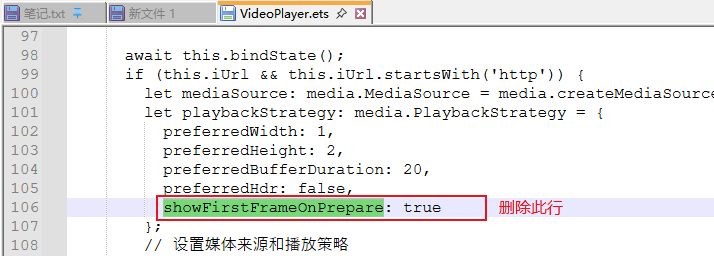 笔记.txt 新文件 1 VideoPlayer.ets
97
98 await this.bindState();
99 if (this.iUrl && this.iUrl.startsWith('http')) {
100 let mediaSource: media.MediaSource = media.createMediaSource
101 let playbackStrategy: media.PlaybackStrategy = {
102 preferredWidth: 1,
103 preferredHeight: 2,
104 preferredBufferDuration: 20,
105 preferredHdr: false,
106 showFirstFrameOnPrepare: true 删除此行
107 };
108 // 设置媒体来源和播放策略